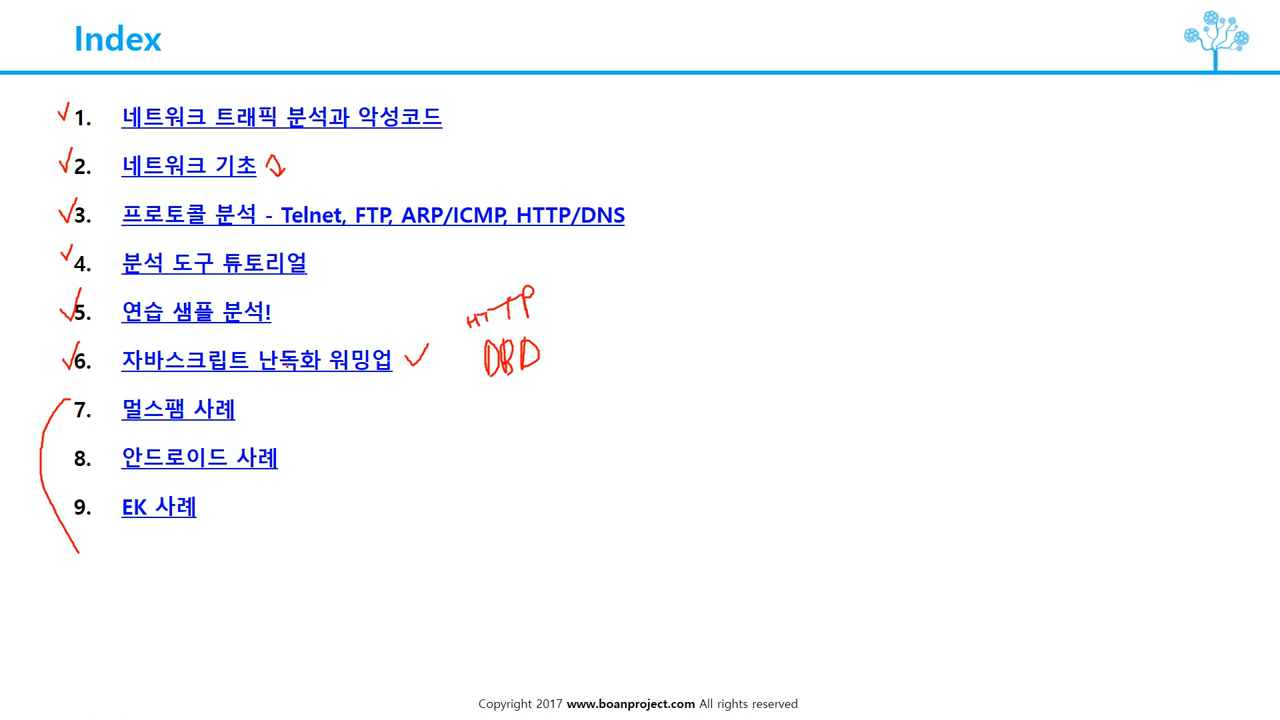 Index
1. 네트워크 트래픽 분석과 악성코드
2. 네트워크 기초
3. 프로토콜 분석 - Telnet, FTP, ARP/ICMP, HTTP/DNS
4. 분석 도구 튜토리얼
5. 연습 샘플 분석!
HTTP
6. 자바스크립트 난독화 워밍업
DBD
7. 멀스팸 사례
8. 안드로이드 사례
9. EK 사례
Copyright 2017 www.boanproject.com All rights reserved